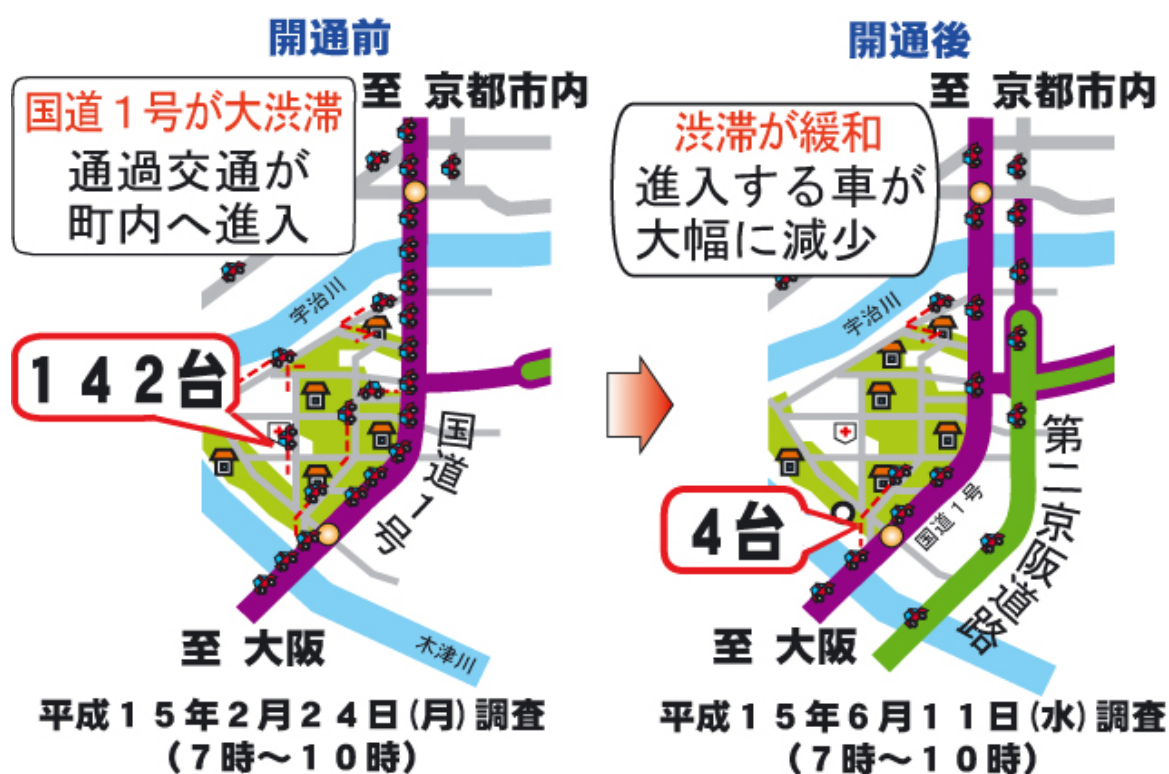 開通前
国道１号が大渋滞
通過交通が
町内へ進入
至 京都市内
宇治川
１４２台
国道１号
至 大阪
木津川
平成１５年２月２４日(月)調査
(７時～１０時)
開通後
渋滞が緩和
進入する車が
大幅に減少
至 京都市内
宇治川
４台
国道１号
第二京阪道路
至 大阪
平成１５年６月１１日(水)調査
(７時～１０時)